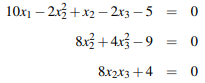 10x₁ − 2x₂² + x₂ − 2x₃ − 5 = 0
8x₂² + 4x₃² − 9 = 0
8x₂x₃ + 4 = 0